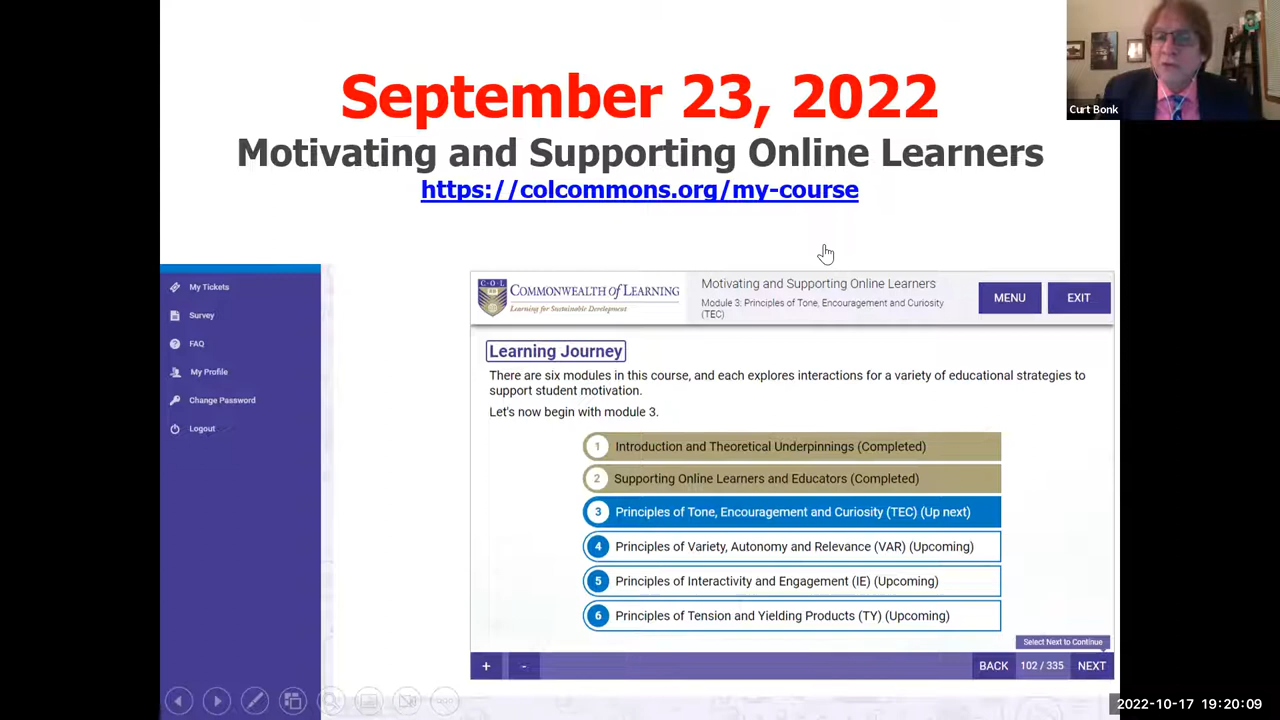 September 23, 2022
Motivating and Supporting Online Learners
https://colcommons.org/my-course
Curt Bonk
My Tickets
Survey
FAQ
My Profile
Change Password
Logout
C·O·L
COMMONWEALTH of LEARNING
Learning for Sustainable Development
Motivating and Supporting Online Learners
Module 3: Principles of Tone, Encouragement and Curiosity
(TEC)
MENU
EXIT
Learning Journey
There are six modules in this course, and each explores interactions for a variety of educational strategies to
support student motivation.
Let's now begin with module 3.
1 Introduction and Theoretical Underpinnings (Completed)
2 Supporting Online Learners and Educators (Completed)
3 Principles of Tone, Encouragement and Curiosity (TEC) (Up next)
4 Principles of Variety, Autonomy and Relevance (VAR) (Upcoming)
5 Principles of Interactivity and Engagement (IE) (Upcoming)
6 Principles of Tension and Yielding Products (TY) (Upcoming)
Select Next to Continue
+ - BACK 102 / 335 NEXT
2022-10-17 19:20:09